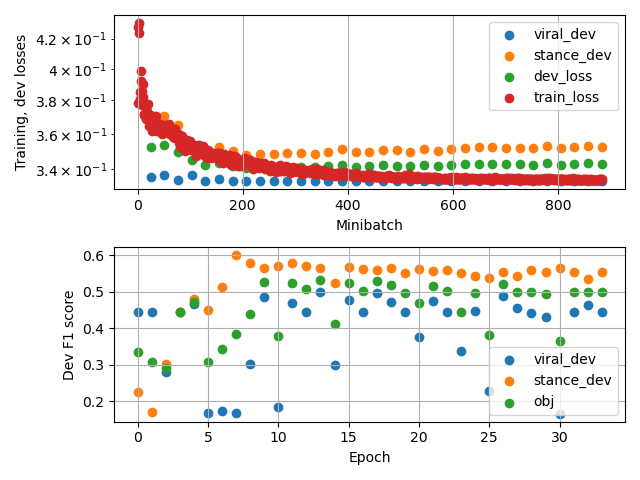 4.2 × 10⁻¹
4 × 10⁻¹
3.8 × 10⁻¹
3.6 × 10⁻¹
3.4 × 10⁻¹
Training, dev losses
viral_dev
stance_dev
dev_loss
train_loss
0 200 400 600 800
Minibatch
0.6
0.5
0.4
0.3
0.2
Dev F1 score
viral_dev
stance_dev
obj
0 5 10 15 20 25 30
Epoch